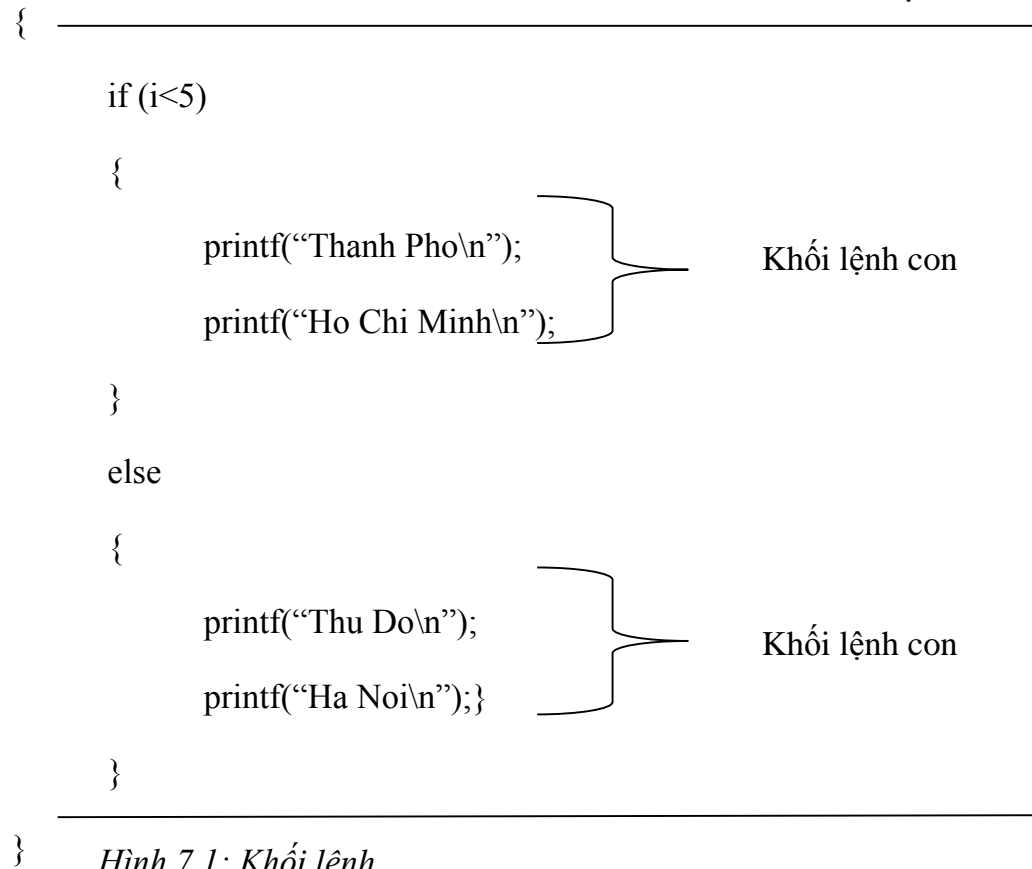 {
if (i<5)
{
printf(“Thanh Pho\n”);
Khối lệnh con
printf(“Ho Chi Minh\n”);
}
else
{
printf(“Thu Do\n”);
Khối lệnh con
printf(“Ha Noi\n”);}
}
}
Hình 7.1: Khối lệnh